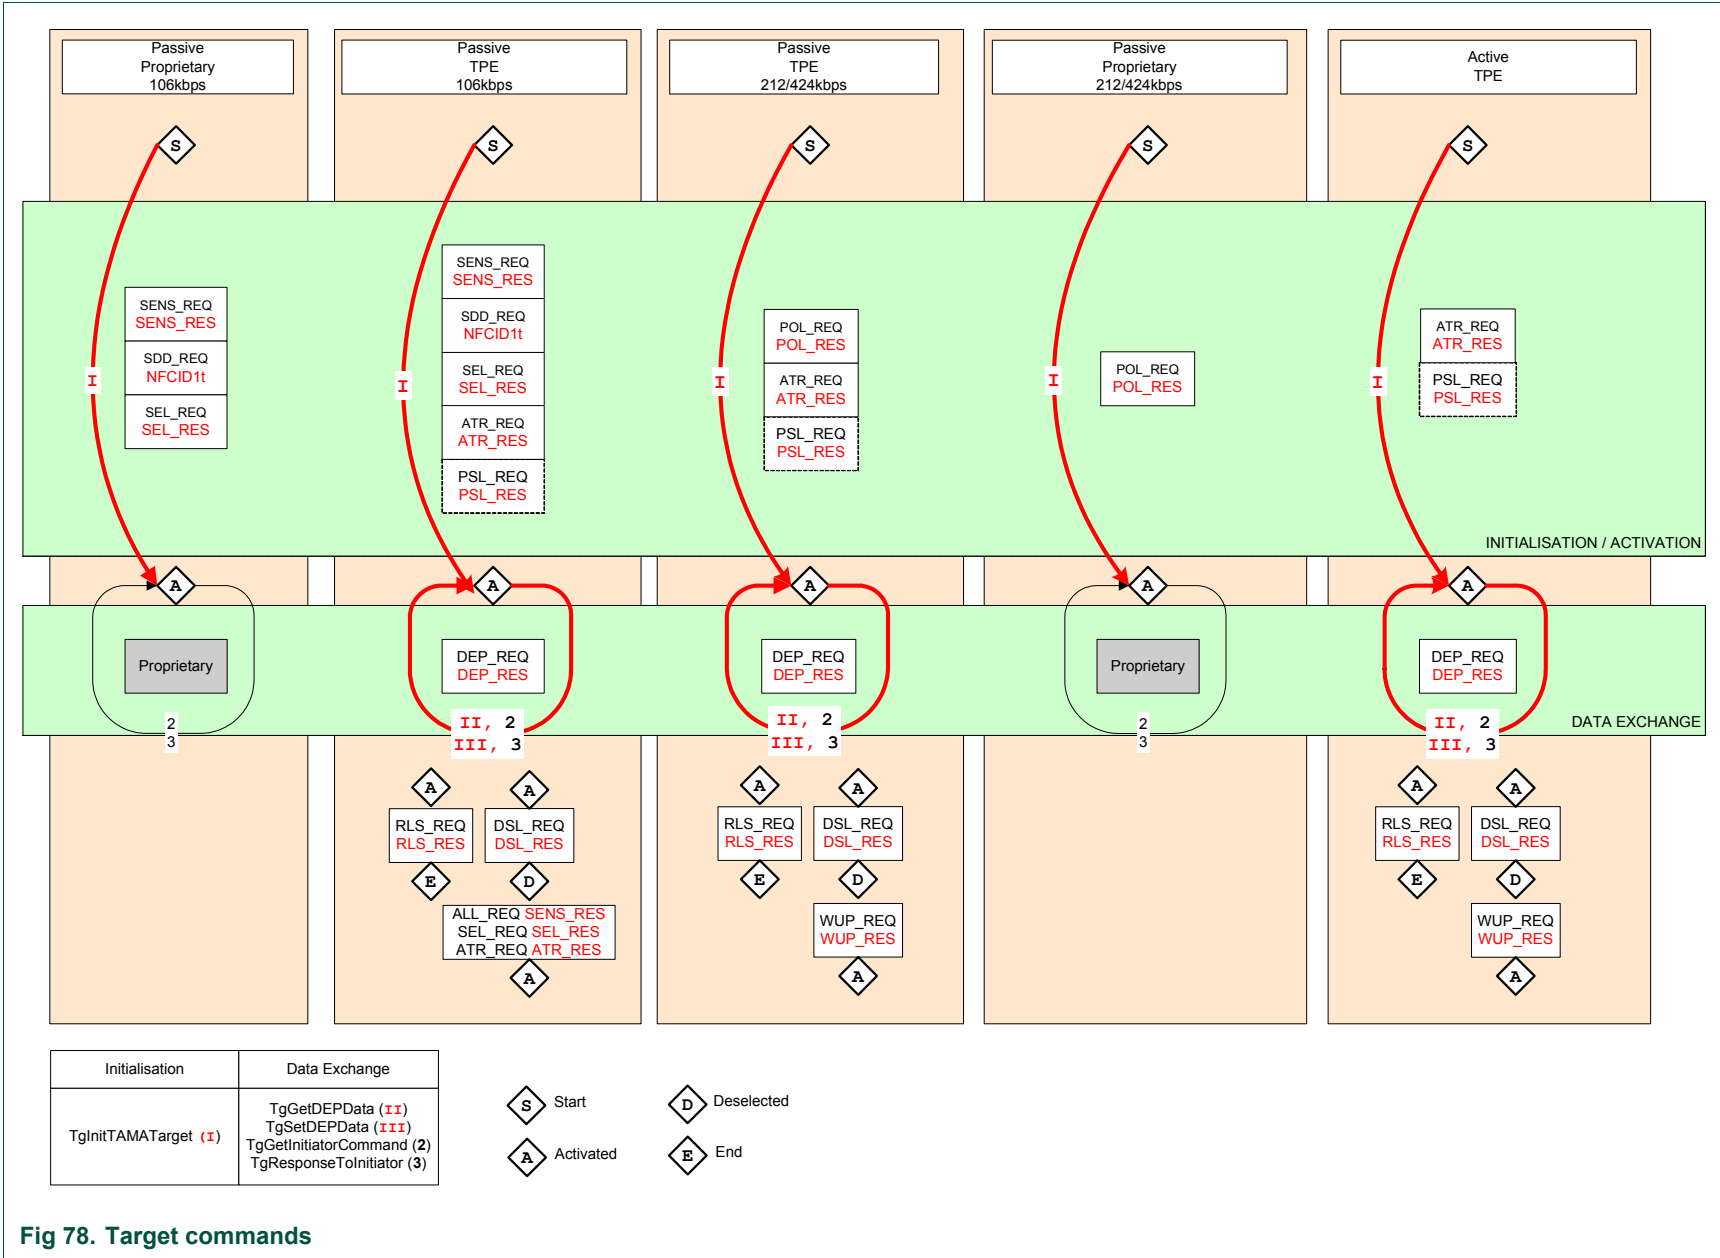 Passive
Proprietary
106kbps
Passive
TPE
106kbps
Passive
TPE
212/424kbps
Passive
Proprietary
212/424kbps
Active
TPE
S
S
S
S
S
SENS_REQ
SENS_RES
SDD_REQ
NFCID1t
SEL_REQ
SEL_RES
I
SENS_REQ
SENS_RES
SDD_REQ
NFCID1t
SEL_REQ
SEL_RES
ATR_REQ
ATR_RES
PSL_REQ
PSL_RES
I
POL_REQ
POL_RES
ATR_REQ
ATR_RES
PSL_REQ
PSL_RES
I
POL_REQ
POL_RES
I
ATR_REQ
ATR_RES
PSL_REQ
PSL_RES
I
INITIALISATION / ACTIVATION
A
A
A
A
A
Proprietary
2
3
DEP_REQ
DEP_RES
II, 2
III, 3
DEP_REQ
DEP_RES
II, 2
III, 3
Proprietary
2
3
DEP_REQ
DEP_RES
II, 2
III, 3
DATA EXCHANGE
A
RLS_REQ
RLS_RES
E
A
DSL_REQ
DSL_RES
D
ALL_REQ SENS_RES
SEL_REQ SEL_RES
ATR_REQ ATR_RES
A
A
RLS_REQ
RLS_RES
E
A
DSL_REQ
DSL_RES
D
WUP_REQ
WUP_RES
A
A
RLS_REQ
RLS_RES
E
A
DSL_REQ
DSL_RES
D
WUP_REQ
WUP_RES
A
Initialisation
Data Exchange
TgInitTAMATarget (I)
TgGetDEPData (II)
TgSetDEPData (III)
TgGetInitiatorCommand (2)
TgResponseToInitiator (3)
S Start
D Deselected
A Activated
E End
Fig 78. Target commands